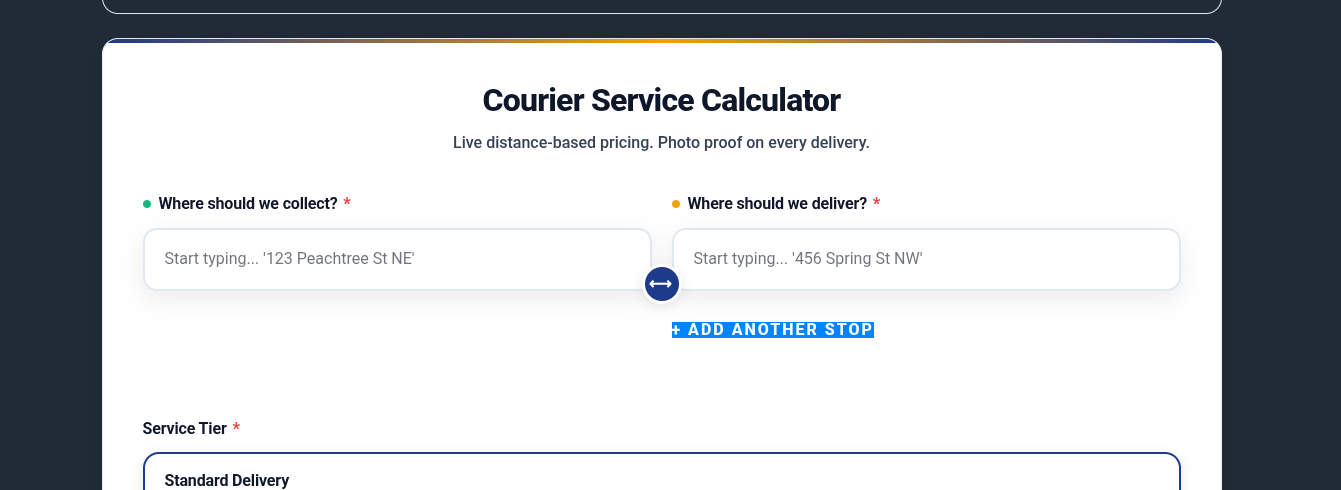 Courier Service Calculator
Live distance-based pricing. Photo proof on every delivery.
Where should we collect? *
Where should we deliver? *
Start typing... '123 Peachtree St NE'
Start typing... '456 Spring St NW'
+ ADD ANOTHER STOP
Service Tier *
Standard Delivery